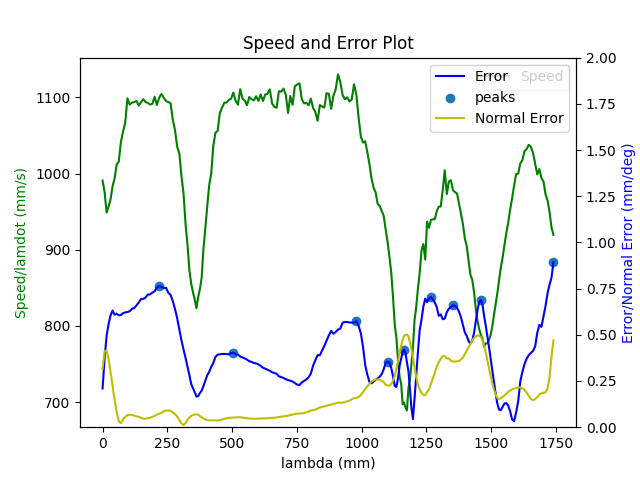 Speed and Error Plot
Speed/lamdot (mm/s)
1100
1000
900
800
700
Error
Speed
peaks
Normal Error
2.00
1.75
1.50
1.25
1.00
0.75
0.50
0.25
0.00
Error/Normal Error (mm/deg)
0
250
500
750
1000
1250
1500
1750
lambda (mm)